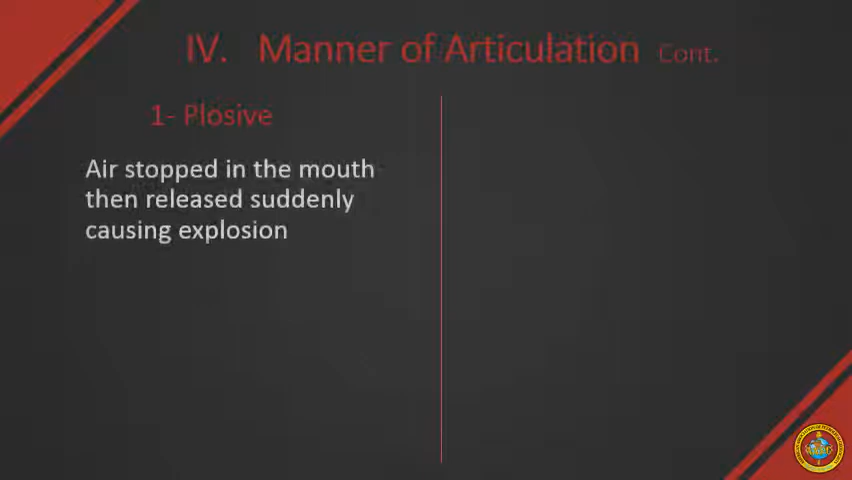 IV. Manner of Articulation Cont.
1- Plosive
Air stopped in the mouth
then released suddenly
causing explosion